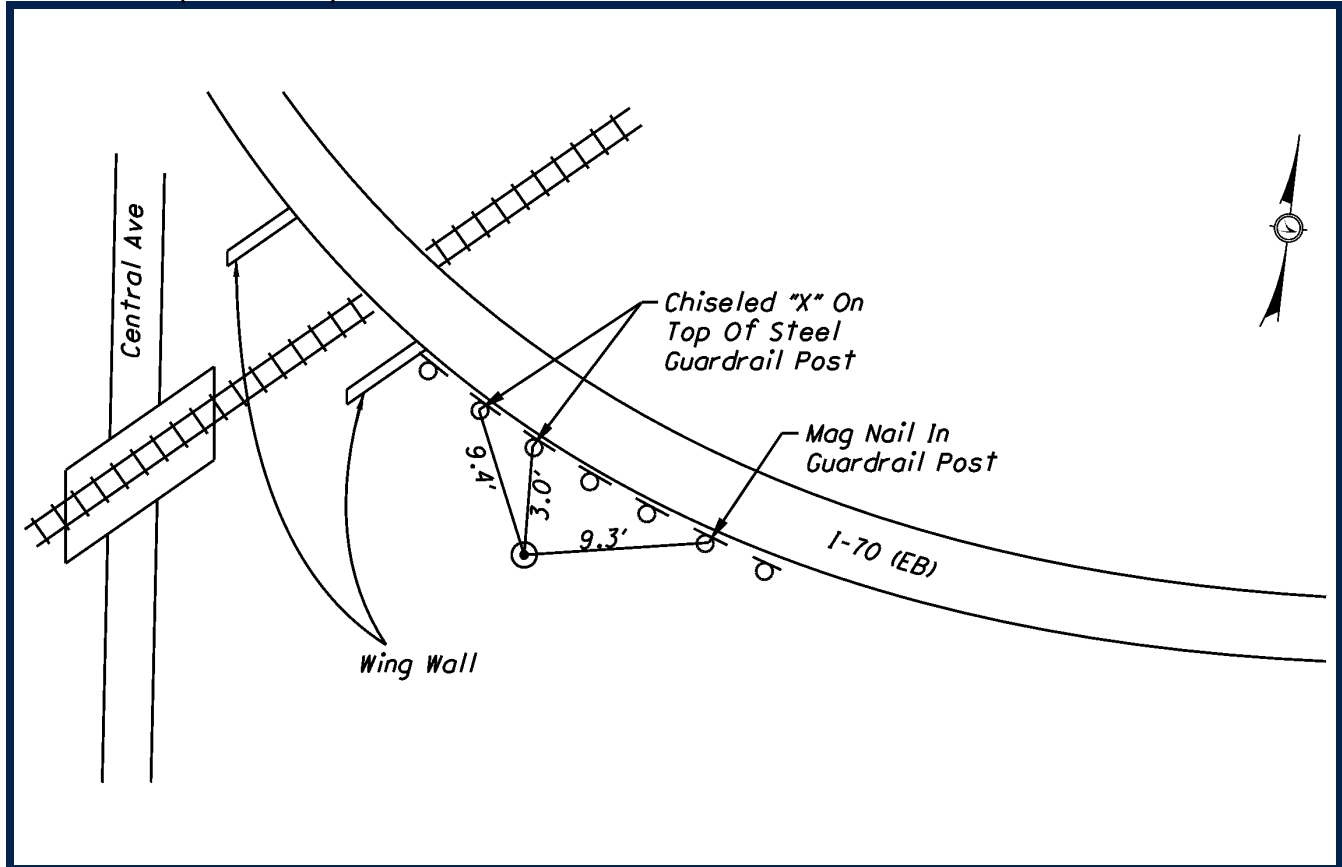 Central Ave
Chiseled "X" On
Top Of Steel
Guardrail Post
Mag Nail In
Guardrail Post
9.4'
3.0'
9.3'
I-70 (EB)
Wing Wall